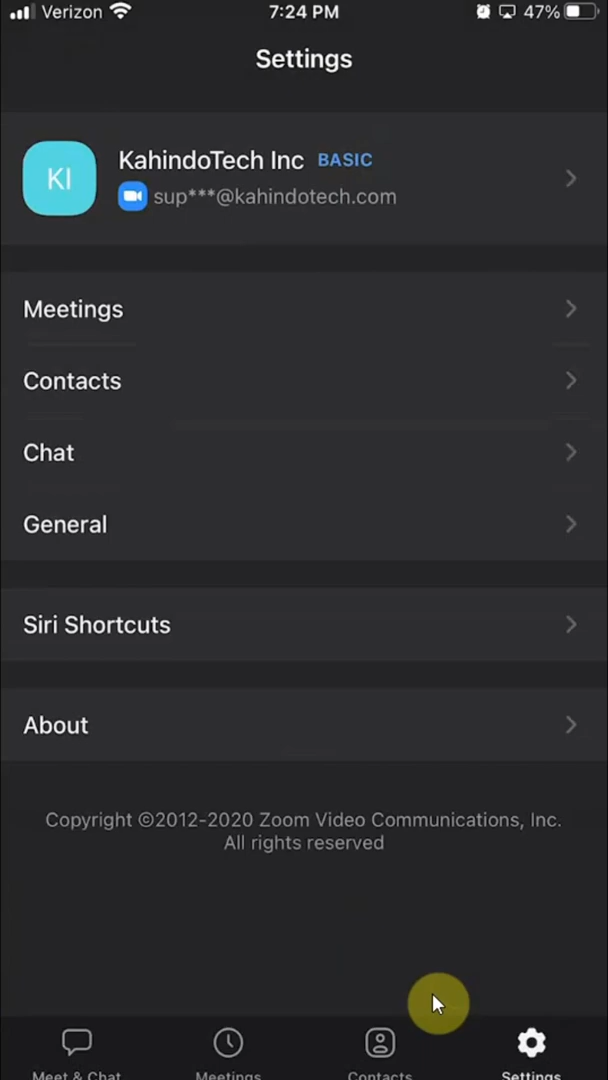 Verizon
7:24 PM
47%
Settings
KI
KahindoTech Inc BASIC
sup***@kahindotech.com
Meetings
Contacts
Chat
General
Siri Shortcuts
About
Copyright ©2012-2020 Zoom Video Communications, Inc.
All rights reserved
Meet & Chat
Meetings
Contacts
Settings